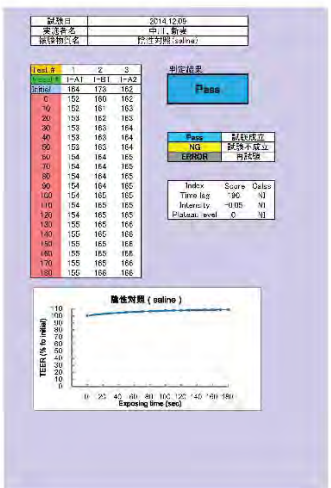 試験日 2014.12.09
実施者名
被験物質名 陰性対照(saline)
Test # 1 2 3
I-A1 I-B1 I-A2
Initial 164 173 162
0 152 160 162
10 152 161 163
20 153 162 163
30 153 163 164
40 153 163 164
50 153 163 164
60 154 164 165
70 154 164 165
80 154 164 165
90 154 164 165
100 154 165 165
110 154 165 165
120 154 165 165
130 155 165 166
140 155 165 166
150 155 165 166
160 155 165 166
170 155 165 166
180 155 166 166
判定結果
Pass
Pass 試験成立
NG 試験不成立
ERROR 再試験
Index Score Calss
Time lag 190 NI
Intensity -0.05 NI
Plateau level 0 NI
陰性対照 ( saline )
TEER (% fo initial)
110
100
90
80
70
60
50
40
30
20
10
0
0 20 40 60 80 100 120 140 160 180
Exposing time (sec)